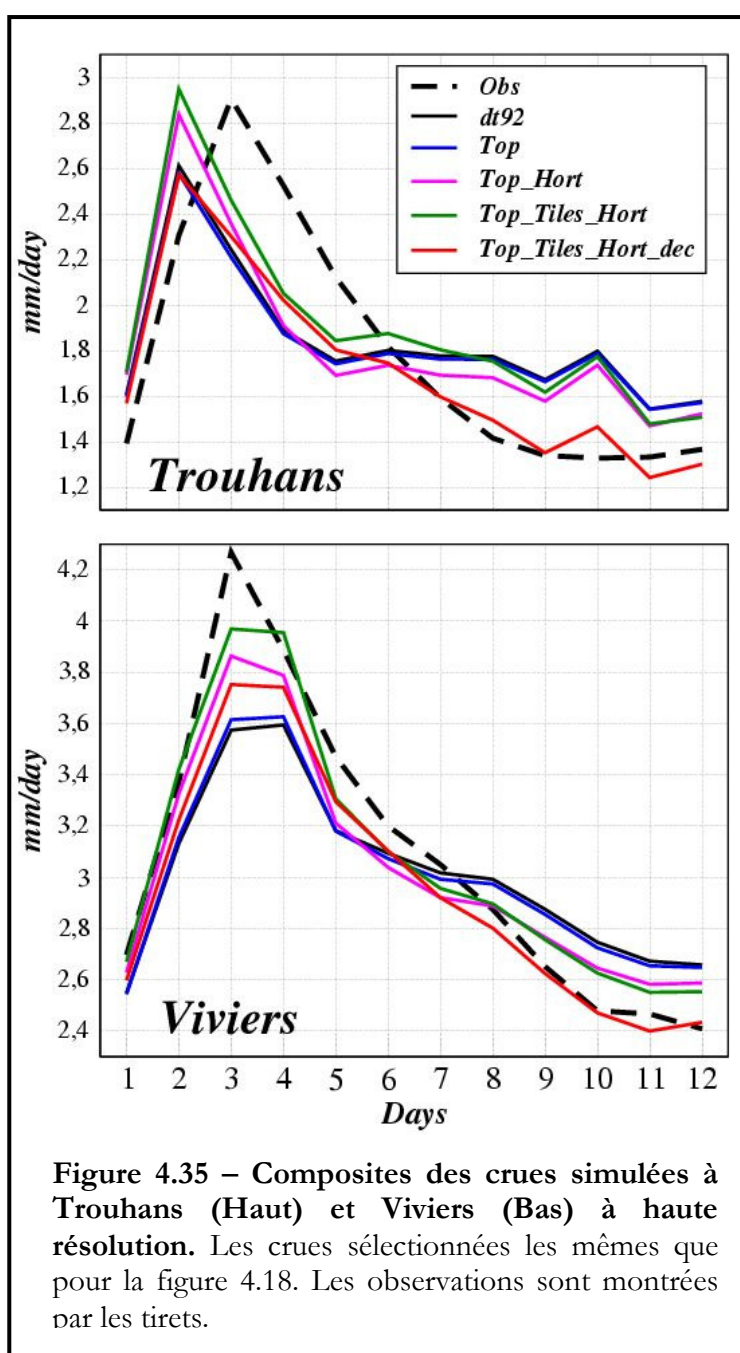 3
2,8
2,6
2,4
2,2
2
1,8
1,6
1,4
1,2
mm/day
Obs
dt92
Top
Top_Hort
Top_Tiles_Hort
Top_Tiles_Hort_dec
Trouhans
4,2
4
3,8
3,6
3,4
3,2
3
2,8
2,6
2,4
mm/day
Viviers
1 2 3 4 5 6 7 8 9 10 11 12
Days
Figure 4.35 – Composites des crues simulées à
Trouhans (Haut) et Viviers (Bas) à haute
résolution. Les crues sélectionnées les mêmes que
pour la figure 4.18. Les observations sont montrées
par les tirets.